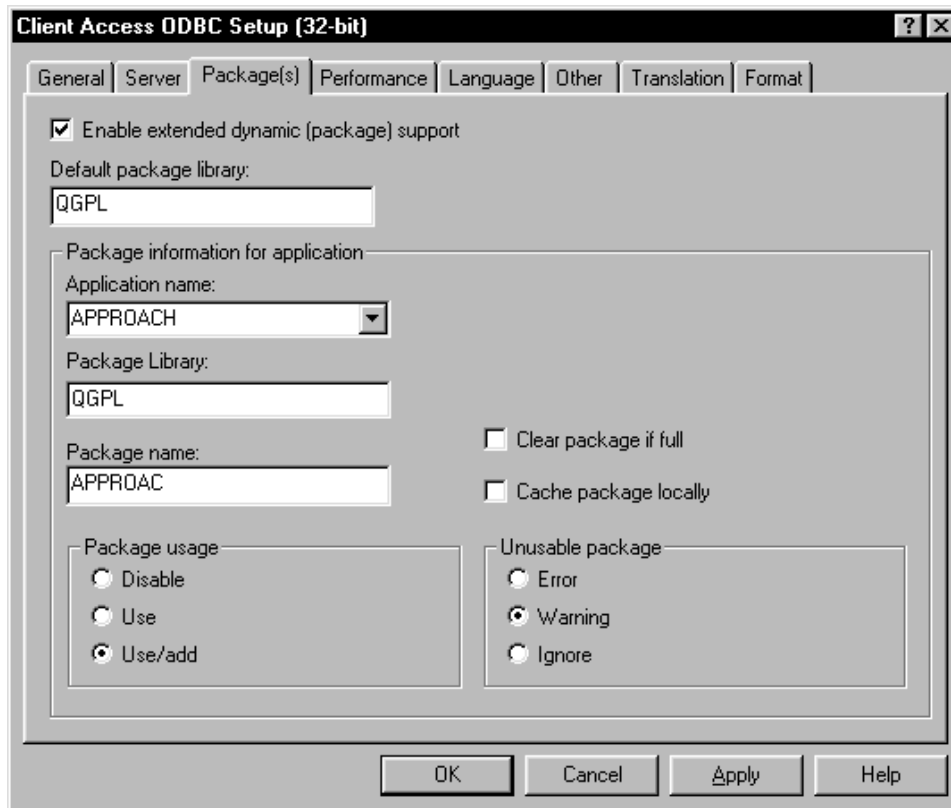 Client Access ODBC Setup (32-bit)
General Server Package(s) Performance Language Other Translation Format
Enable extended dynamic (package) support
Default package library:
QGPL
Package information for application
Application name:
APPROACH
Package Library:
QGPL
Clear package if full
Package name:
APPROAC
Cache package locally
Package usage
Disable
Use
Use/add
Unusable package
Error
Warning
Ignore
OK Cancel Apply Help